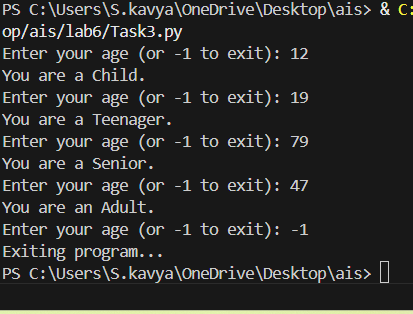 PS C:\Users\S.kavya\OneDrive\Desktop\ais> & C:
op/ais/lab6/Task3.py
Enter your age (or -1 to exit): 12
You are a Child.
Enter your age (or -1 to exit): 19
You are a Teenager.
Enter your age (or -1 to exit): 79
You are a Senior.
Enter your age (or -1 to exit): 47
You are an Adult.
Enter your age (or -1 to exit): -1
Exiting program...
PS C:\Users\S.kavya\OneDrive\Desktop\ais>